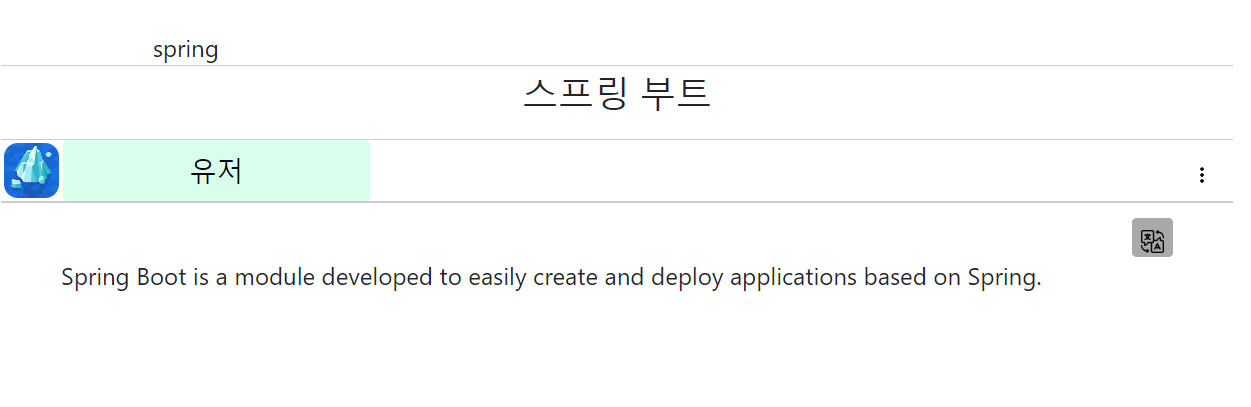 spring
스프링 부트
유저
Spring Boot is a module developed to easily create and deploy applications based on Spring.